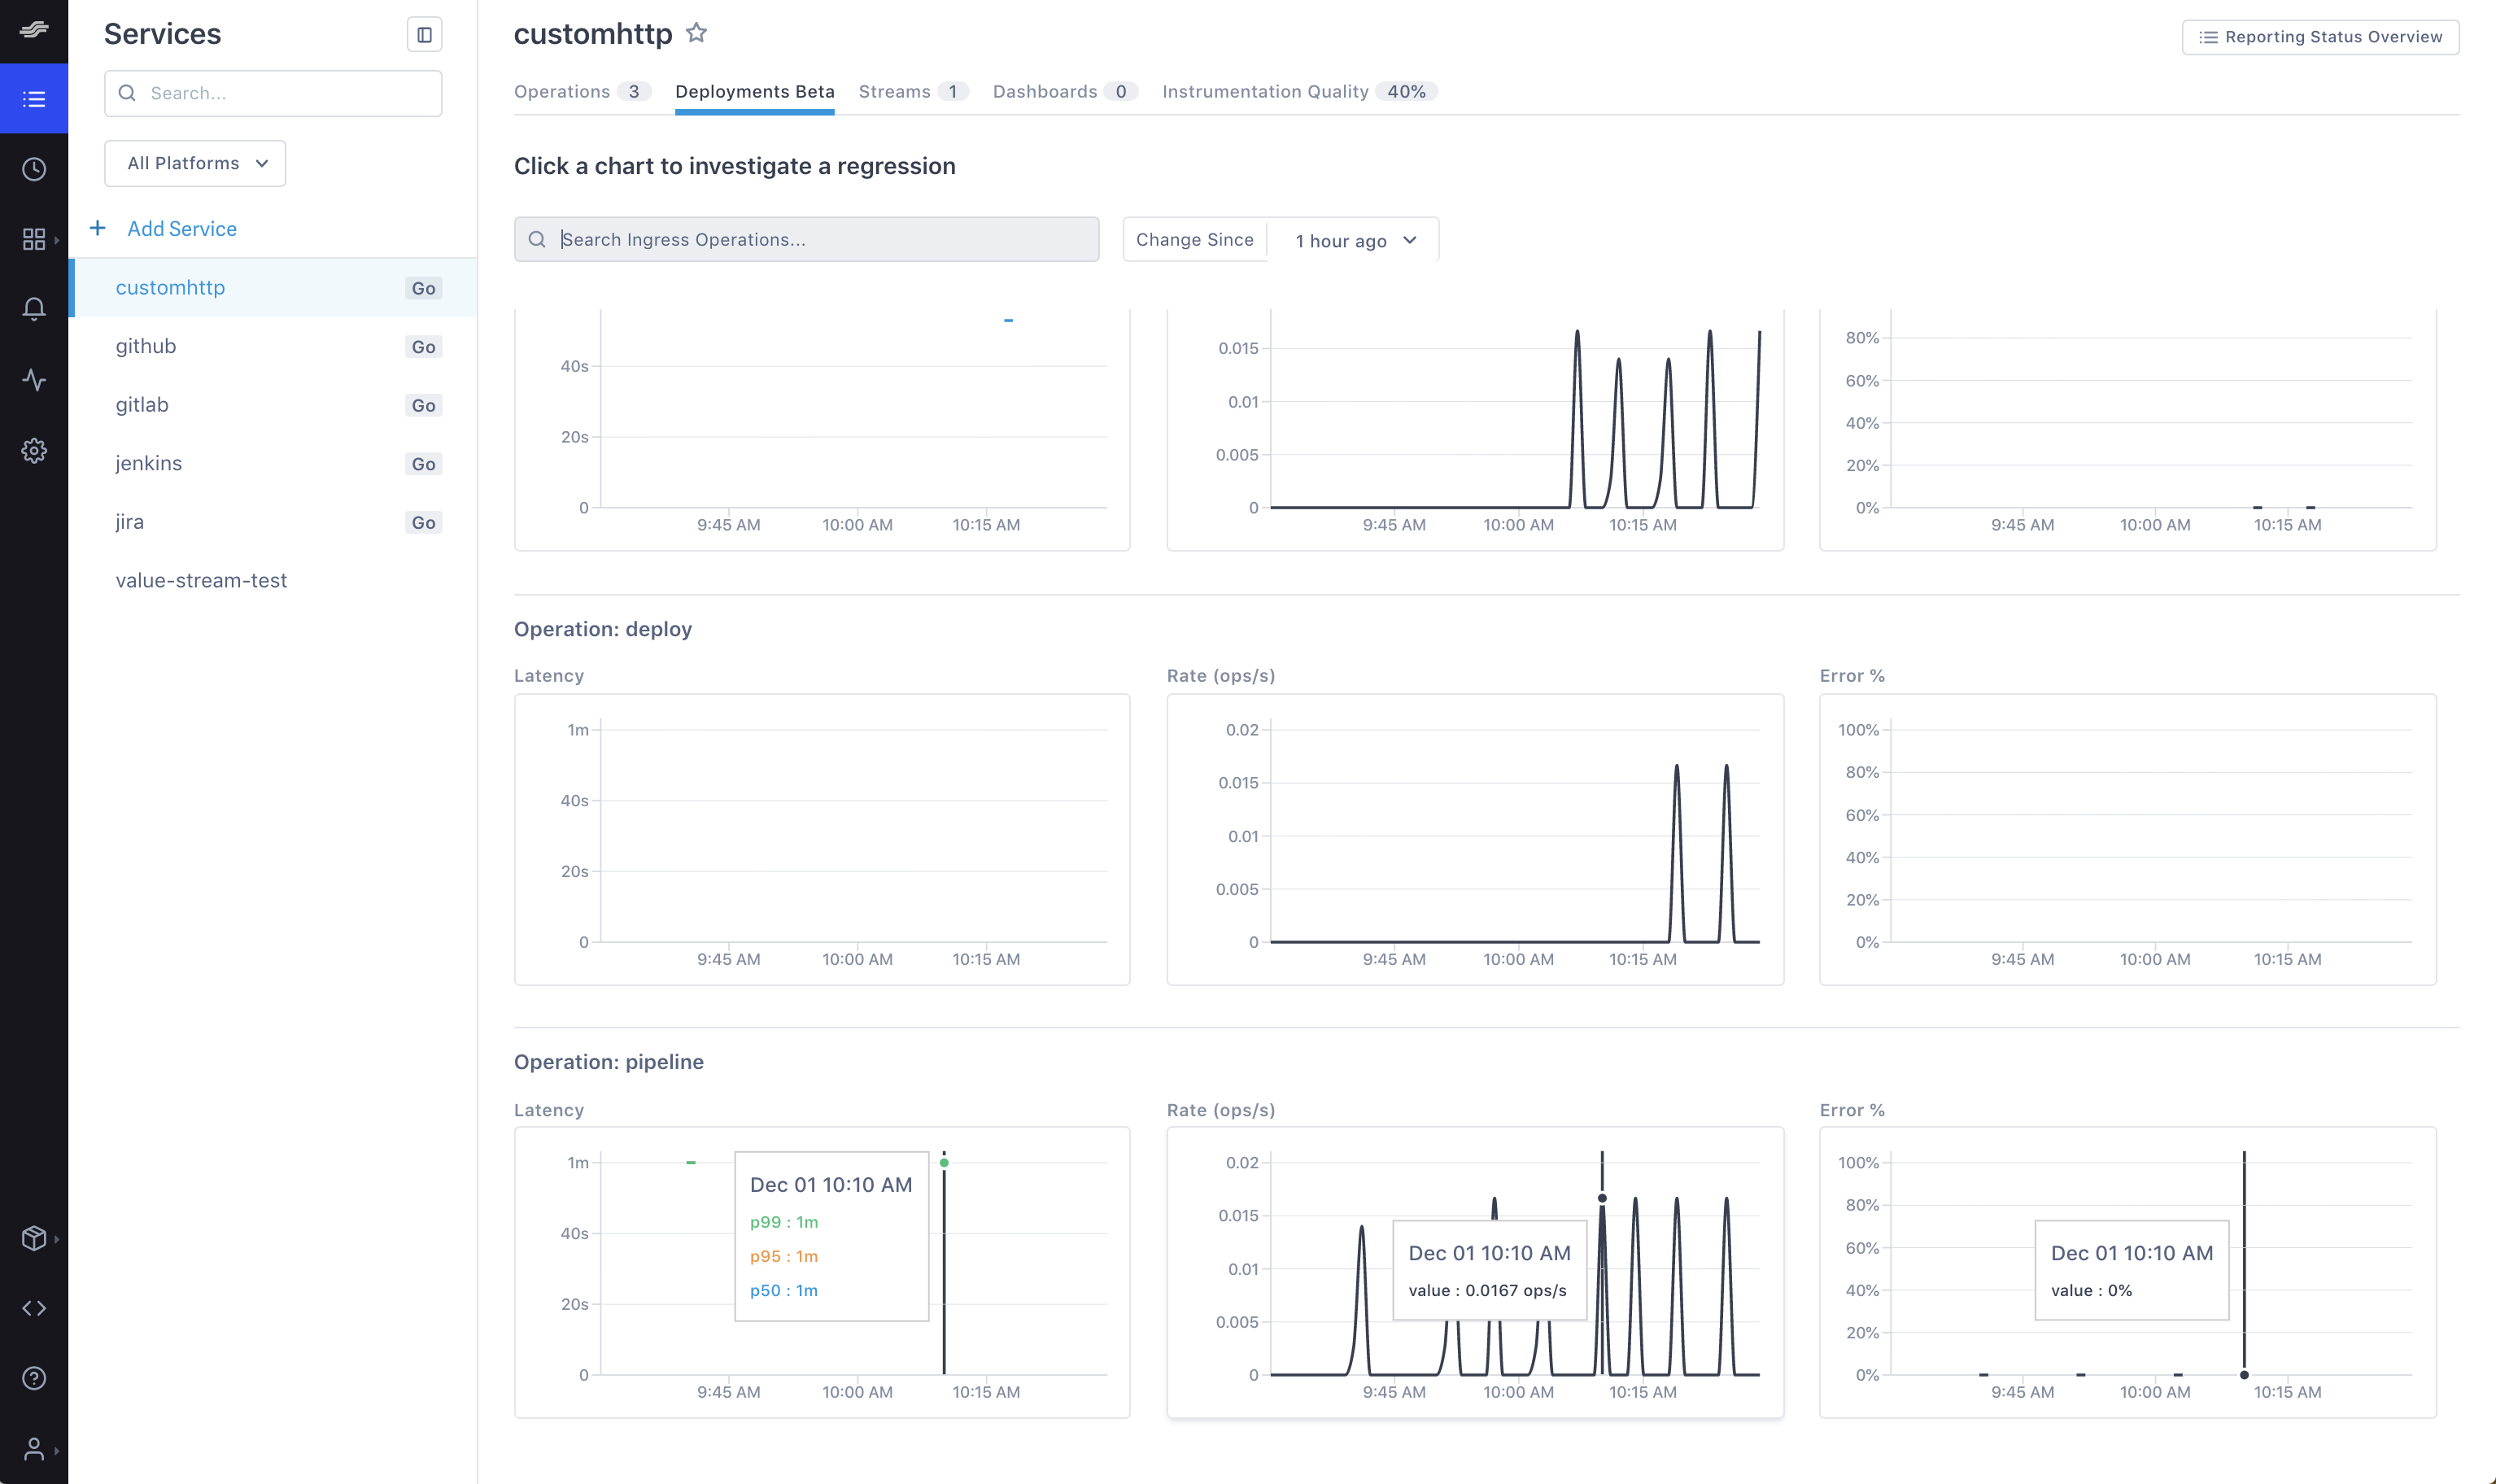 Services
Search...
All Platforms
Add Service
customhttp Go
github Go
gitlab Go
jenkins Go
jira Go
value-stream-test
customhttp
Reporting Status Overview
Operations 3 Deployments Beta Streams 1 Dashboards 0 Instrumentation Quality 40%
Click a chart to investigate a regression
Search Ingress Operations...
Change Since 1 hour ago
40s
20s
0
9:45 AM 10:00 AM 10:15 AM
0.015
0.01
0.005
0
9:45 AM 10:00 AM 10:15 AM
80%
60%
40%
20%
0%
9:45 AM 10:00 AM 10:15 AM
Operation: deploy
Latency
1m
40s
20s
0
9:45 AM 10:00 AM 10:15 AM
Rate (ops/s)
0.02
0.015
0.01
0.005
0
9:45 AM 10:00 AM 10:15 AM
Error %
100%
80%
60%
40%
20%
0%
9:45 AM 10:00 AM 10:15 AM
Operation: pipeline
Latency
1m
40s
20s
0
9:45 AM 10:00 AM 10:15 AM
Dec 01 10:10 AM
p99 : 1m
p95 : 1m
p50 : 1m
Rate (ops/s)
0.02
0.015
0.01
0.005
0
9:45 AM 10:00 AM 10:15 AM
Dec 01 10:10 AM
value : 0.0167 ops/s
Error %
100%
80%
60%
40%
20%
0%
9:45 AM 10:00 AM 10:15 AM
Dec 01 10:10 AM
value : 0%